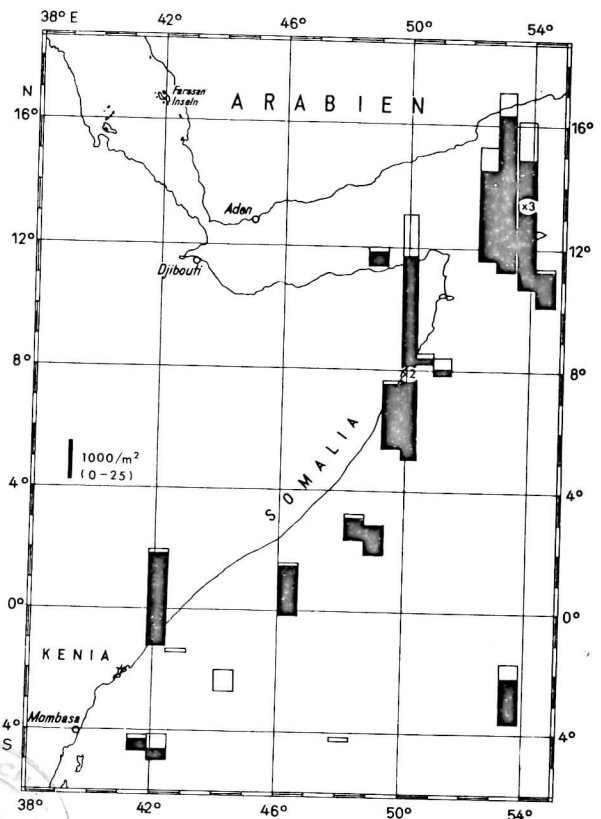 38° E 42° 46° 50° 54°
N
Farasan
Inseln
ARABIEN
16° 16°
x3
Aden
12° 12°
Djibouti
8° 8°
x2
SOMALIA
1000/m²
(0-25)
4° 4°
0° 0°
KENIA
Mombasa
4° 4°
S
38° 42° 46° 50° 54°